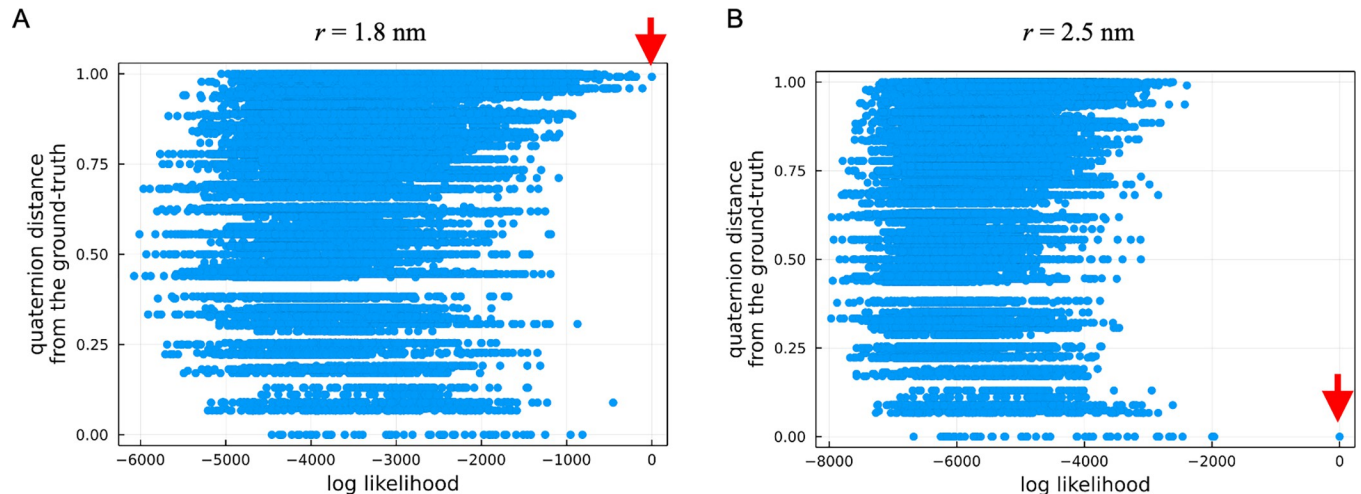 A
r = 1.8 nm
quaternion distance
from the ground-truth
1.00
0.75
0.50
0.25
0.00
−6000 −5000 −4000 −3000 −2000 −1000 0
log likelihood
B
r = 2.5 nm
quaternion distance
from the ground-truth
1.00
0.75
0.50
0.25
0.00
−8000 −6000 −4000 −2000 0
log likelihood